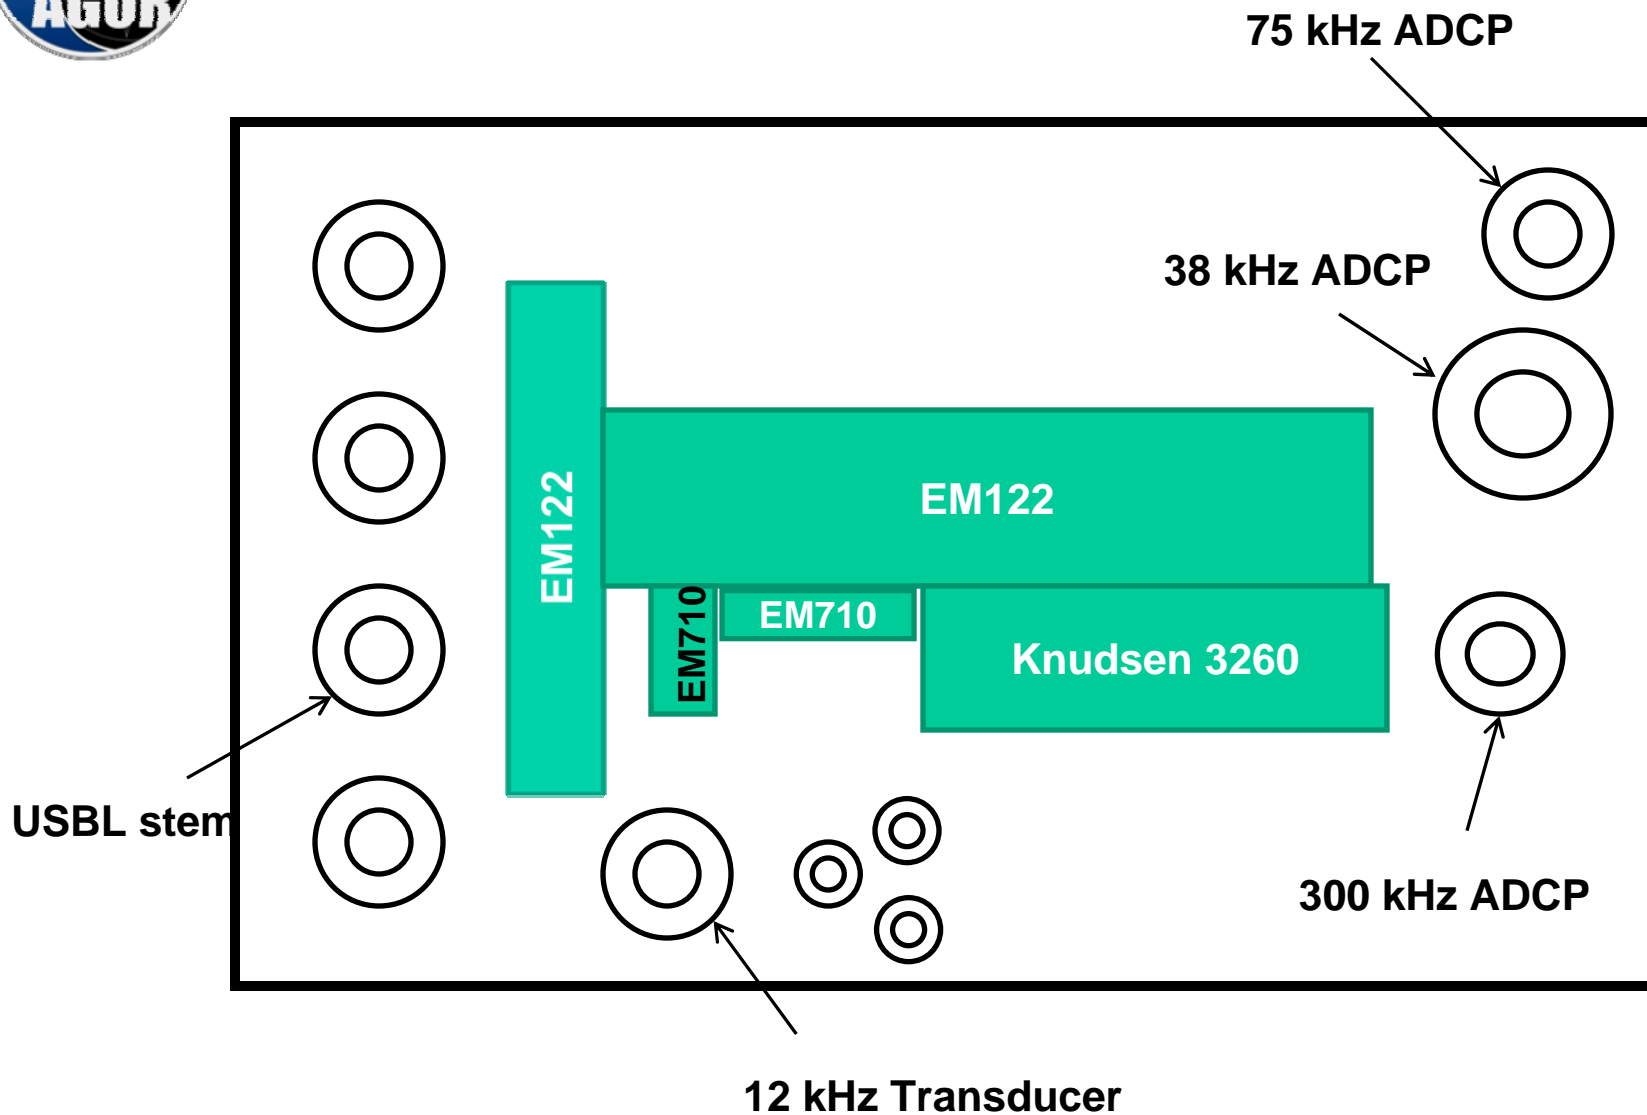 AGOR
75 kHz ADCP
38 kHz ADCP
EM122
EM122
EM710
EM710
Knudsen 3260
USBL stem
300 kHz ADCP
12 kHz Transducer